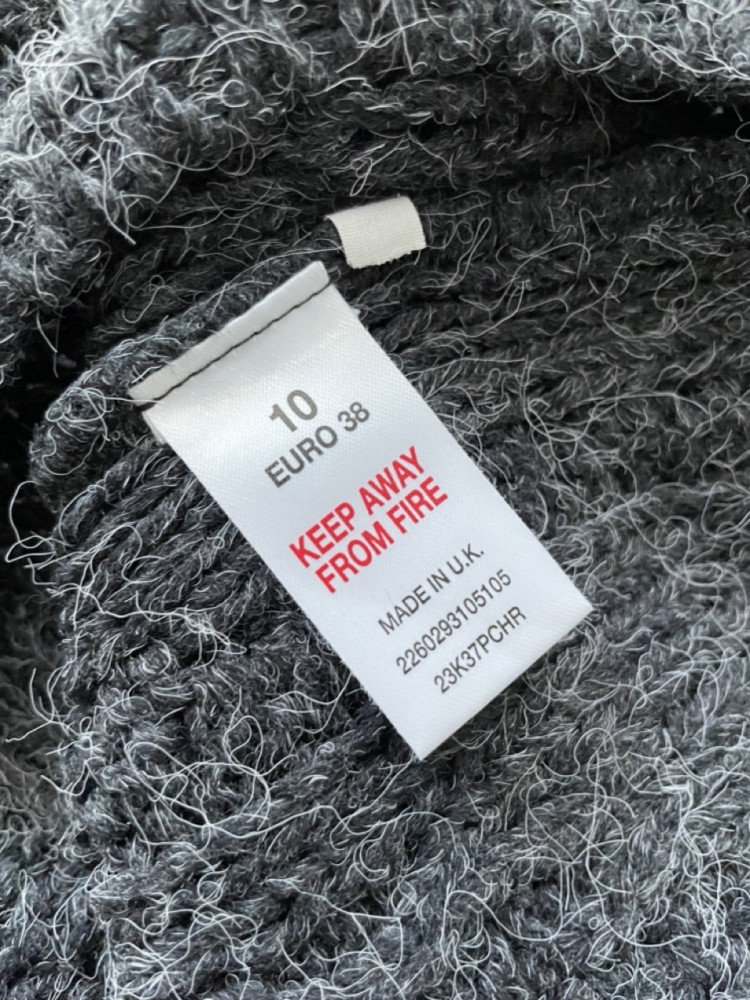 10
EURO 38
KEEP AWAY
FROM FIRE
MADE IN U.K.
2260293105105
23K37PCHR